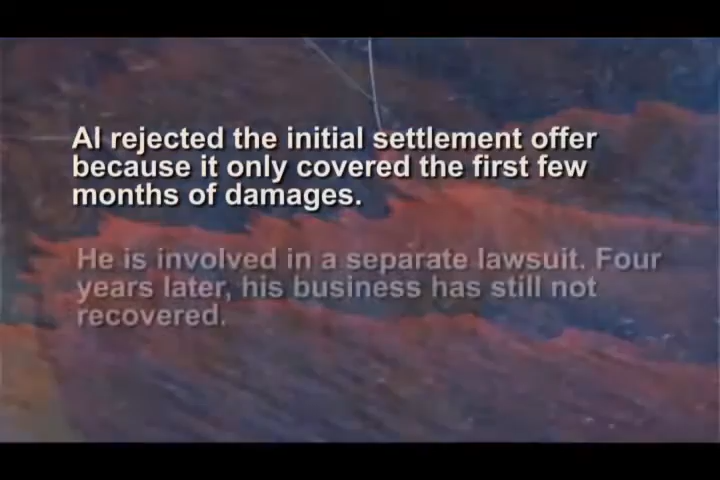 Al rejected the initial settlement offer
because it only covered the first few
months of damages.
He is involved in a separate lawsuit. Four
years later, his business has still not
recovered.